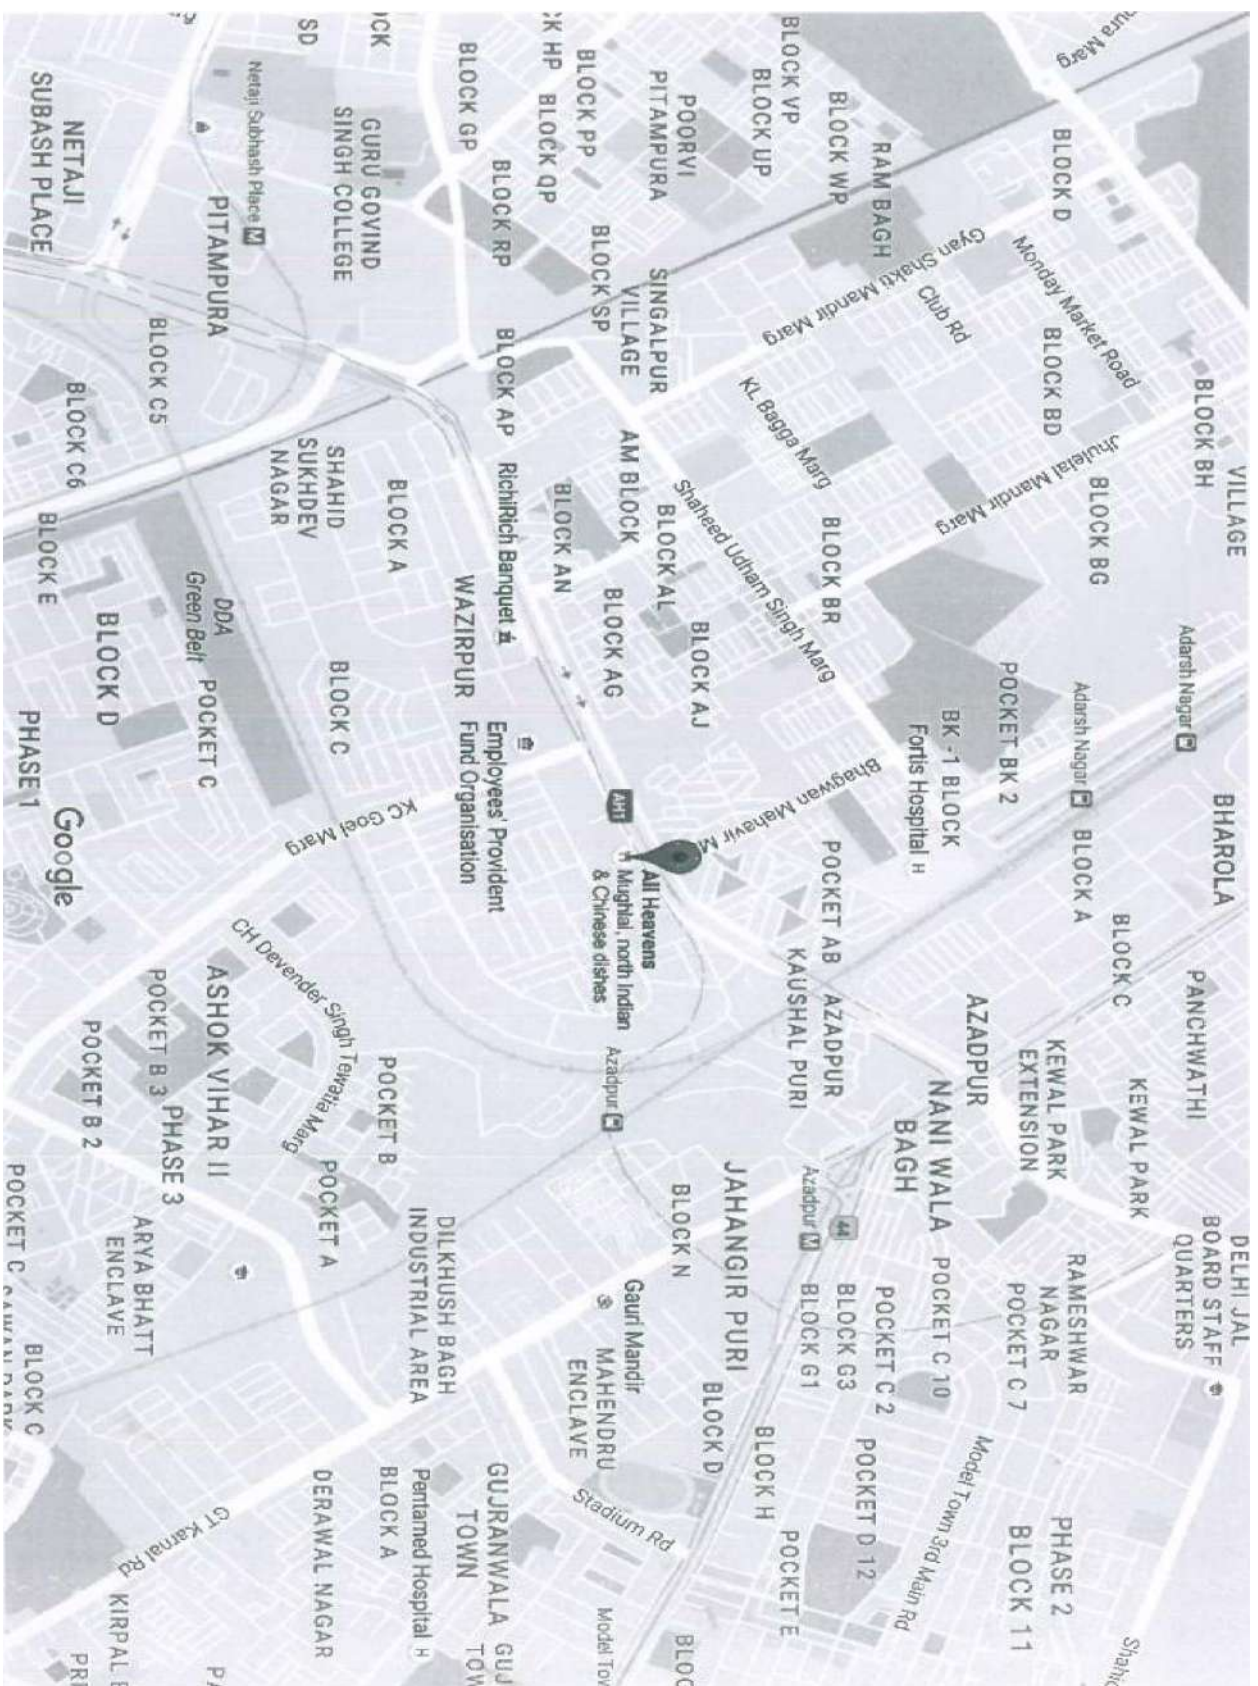 VILLAGE
BHAROLA
DELHI JAL
BOARD STAFF
QUARTERS
BLOCK BH
Adarsh Nagar
PANCHWATHI
KEWAL PARK
Monday Market Road
BLOCK BG
BLOCK C
BLOCK D
BLOCK BD
Jhulelal Mandir Marg
Adarsh Nagar
BLOCK A
KEWAL PARK
EXTENSION
RAMESHWAR
NAGAR
POCKET C 7
PHASE 2
BLOCK 11
POCKET BK 2
AZADPUR
Club Rd
BK - 1 BLOCK
Fortis Hospital H
NANI WALA
BAGH
POCKET C 10
Model Town 3rd Main Rd
Gyan Shakti Mandir Marg
RAM BAGH
BLOCK WP
BLOCK BR
POCKET AB
AZADPUR
KAUSHAL PURI
44
Azadpur M
POCKET C 2
BLOCK G3
BLOCK G1
POCKET D 12
BLOCK VP
BLOCK UP
KL Bagga Marg
Shaheed Udham Singh Marg
Bhagwan Mahavir M
JAHANGIR PURI
BLOCK H
POCKET E
POORVI
PITAMPURA
BLOCK AJ
BLOCK N
BLOCK D
SINGALPUR
VILLAGE
BLOCK AL
AM BLOCK
BLOCK AG
AH1
All Heavens
Mughlai, north Indian
& Chinese dishes
Azadpur
Gauri Mandir
MAHENDRU
ENCLAVE
Stadium Rd
BLOCK PP
BLOCK SP
BLOCK QP
BLOCK AN
BLOCK RP
BLOCK AP
RichiRich Banquet
Employees' Provident
Fund Organisation
GUJRANWALA
TOWN
BLOCK GP
WAZIRPUR
DILKHUSH BAGH
INDUSTRIAL AREA
Pentamed Hospital H
BLOCK A
BLOCK A
KC Goel Marg
POCKET B
GURU GOVIND
SINGH COLLEGE
SHAHID
SUKHDEV
NAGAR
BLOCK C
POCKET A
DERAWAL NAGAR
Netaji Subhash Place M
CH Devender Singh Tewatia Marg
PITAMPURA
DDA
Green Belt
POCKET C
ASHOK VIHAR II
GT Karnal Rd
BLOCK C5
POCKET B 3
PHASE 3
ARYA BHATT
ENCLAVE
BLOCK D
POCKET B 2
NETAJI
SUBASH PLACE
BLOCK C6
BLOCK E
Google
PHASE 1
POCKET C
BLOCK C